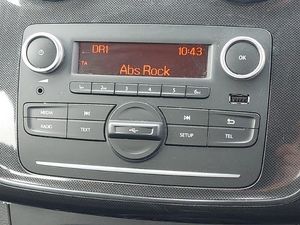 DR1 10:43
TA
Abs Rock
OK
1 2 3 4 5 6
MEDIA
RADIO TEXT SETUP TEL